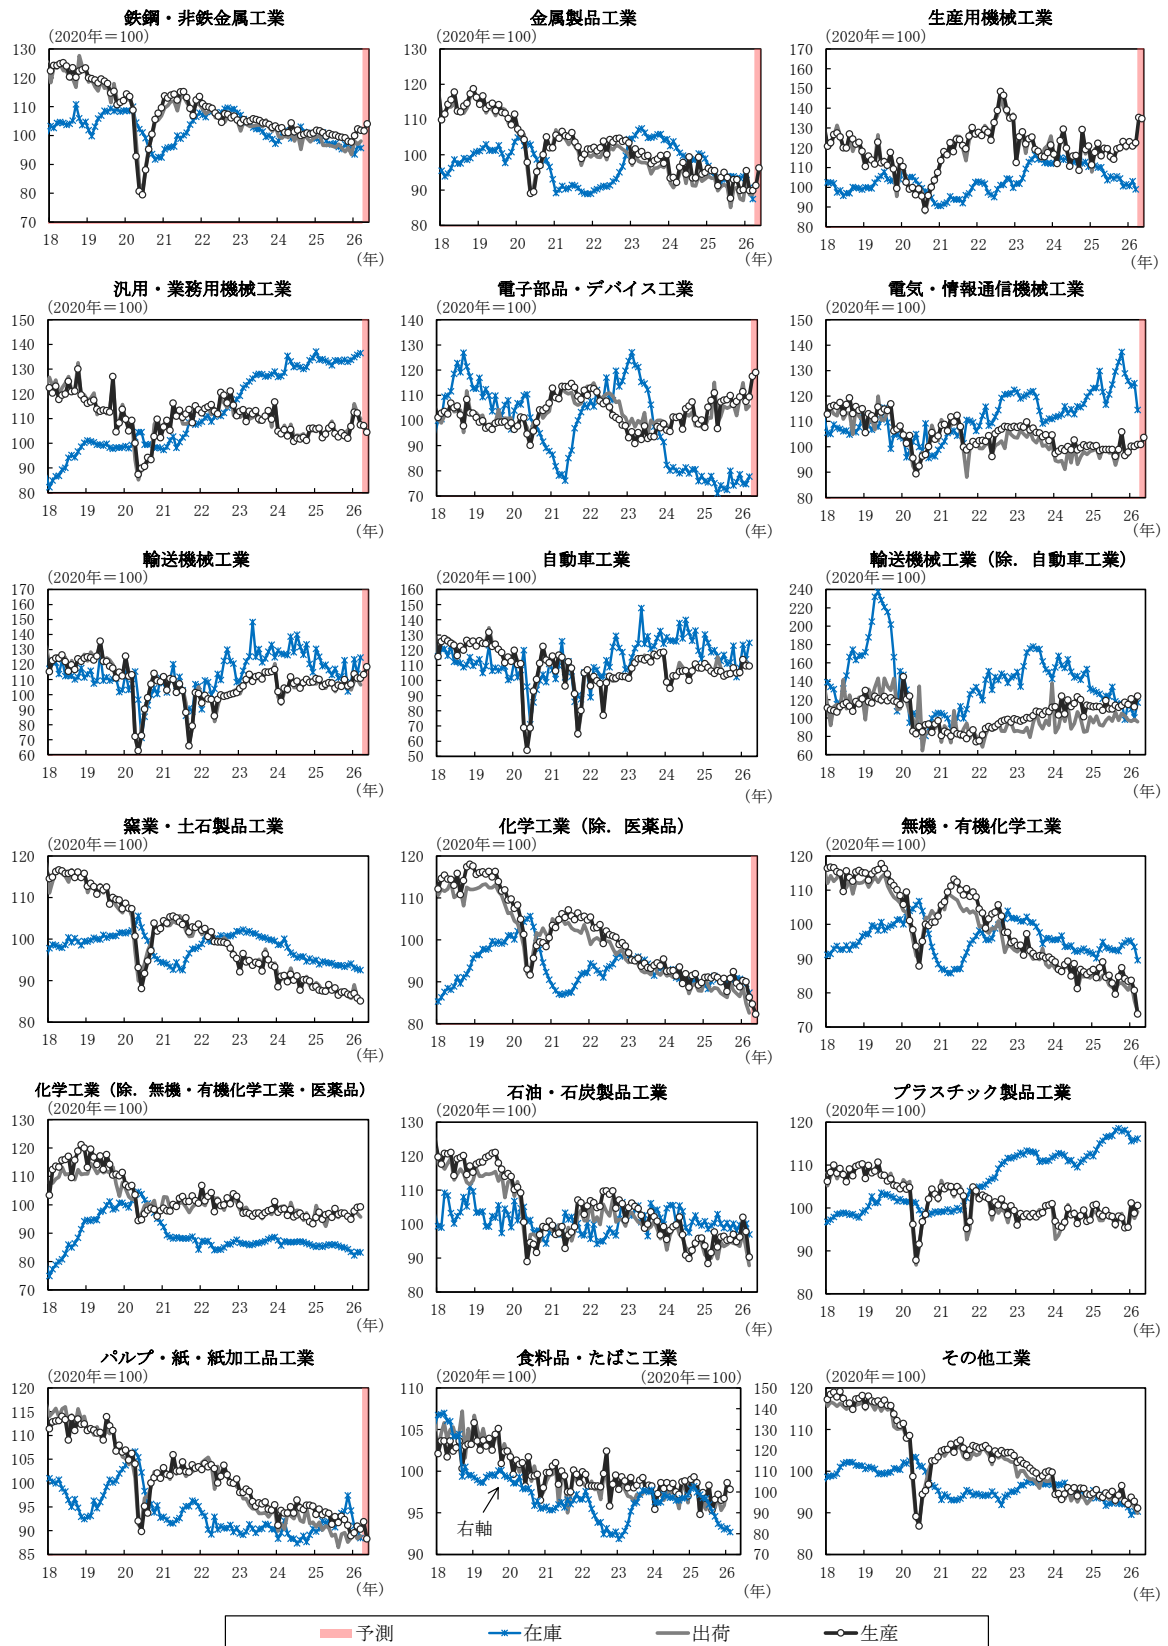 鉄鋼・非鉄金属工業
(2020年＝100)
130
120
110
100
90
80
70
18 19 20 21 22 23 24 25 26
(年)
金属製品工業
(2020年＝100)
130
120
110
100
90
80
18 19 20 21 22 23 24 25 26
(年)
生産用機械工業
(2020年＝100)
170
160
150
140
130
120
110
100
90
80
18 19 20 21 22 23 24 25 26
(年)
汎用・業務用機械工業
(2020年＝100)
150
140
130
120
110
100
90
80
18 19 20 21 22 23 24 25 26
(年)
電子部品・デバイス工業
(2020年＝100)
140
130
120
110
100
90
80
70
18 19 20 21 22 23 24 25 26
(年)
電気・情報通信機械工業
(2020年＝100)
150
140
130
120
110
100
90
80
18 19 20 21 22 23 24 25 26
(年)
輸送機械工業
(2020年＝100)
170
160
150
140
130
120
110
100
90
80
70
60
18 19 20 21 22 23 24 25 26
(年)
自動車工業
(2020年＝100)
160
150
140
130
120
110
100
90
80
70
60
50
18 19 20 21 22 23 24 25 26
(年)
輸送機械工業（除．自動車工業）
(2020年＝100)
240
220
200
180
160
140
120
100
80
60
18 19 20 21 22 23 24 25 26
(年)
窯業・土石製品工業
(2020年＝100)
120
110
100
90
80
18 19 20 21 22 23 24 25 26
(年)
化学工業（除．医薬品）
(2020年＝100)
120
110
100
90
80
18 19 20 21 22 23 24 25 26
(年)
無機・有機化学工業
(2020年＝100)
120
110
100
90
80
70
18 19 20 21 22 23 24 25 26
(年)
化学工業（除．無機・有機化学工業・医薬品）
(2020年＝100)
130
120
110
100
90
80
70
18 19 20 21 22 23 24 25 26
(年)
石油・石炭製品工業
(2020年＝100)
130
120
110
100
90
80
18 19 20 21 22 23 24 25 26
(年)
プラスチック製品工業
(2020年＝100)
120
110
100
90
80
18 19 20 21 22 23 24 25 26
(年)
パルプ・紙・紙加工品工業
(2020年＝100)
120
115
110
105
100
95
90
85
18 19 20 21 22 23 24 25 26
(年)
食料品・たばこ工業
(2020年＝100) (2020年＝100)
110
105
100
95
90
150
140
130
120
110
100
90
80
70
右軸
18 19 20 21 22 23 24 25 26
(年)
その他工業
(2020年＝100)
120
110
100
90
80
18 19 20 21 22 23 24 25 26
(年)
予測 在庫 出荷 生産